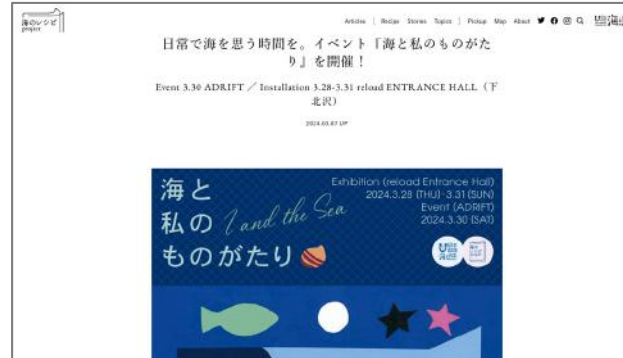 海のレシピ
project
Articles | Recipe Stories Topics | Pickup Map About
日常で海を思う時間を。イベント『海と私のものがた
り』を開催！
Event 3.30 ADRIFT ／ Installation 3.28-3.31 reload ENTRANCE HALL（下
北沢）
2024.03.07 UP
海と
私の
ものがたり
I and the Sea
Exhibition (reload Entrance Hall)
2024.3.28 (THU)-3.31 (SUN)
Event (ADRIFT)
2024.3.30 (SAT)